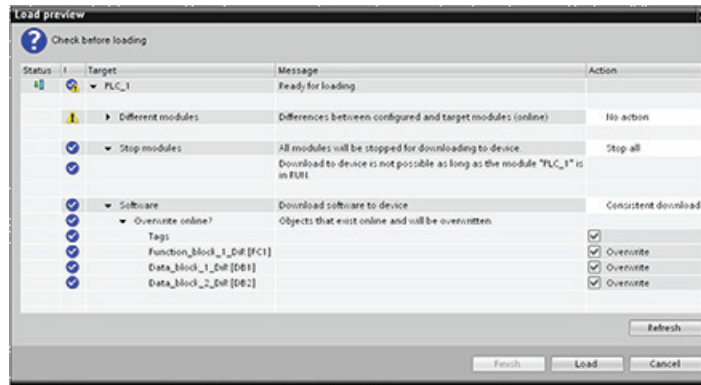 Load preview
?
Check before loading
Status ! Target Message Action
PLC_1 Ready for loading.
Different modules Differences between configured and target modules (online) No action
Stop modules All modules will be stopped for downloading to device. Stop all
Download to device is not possible as long as the module "PLC_1" is
in RUN.
Software Download software to device Consistent download
Overwrite online? Objects that exist online and will be overwritten.
Tags
Function_block_1_DiR [FC1] Overwrite
Data_block_1_DiR [DB1] Overwrite
Data_block_2_DiR [DB2] Overwrite
Refresh
Finish Load Cancel